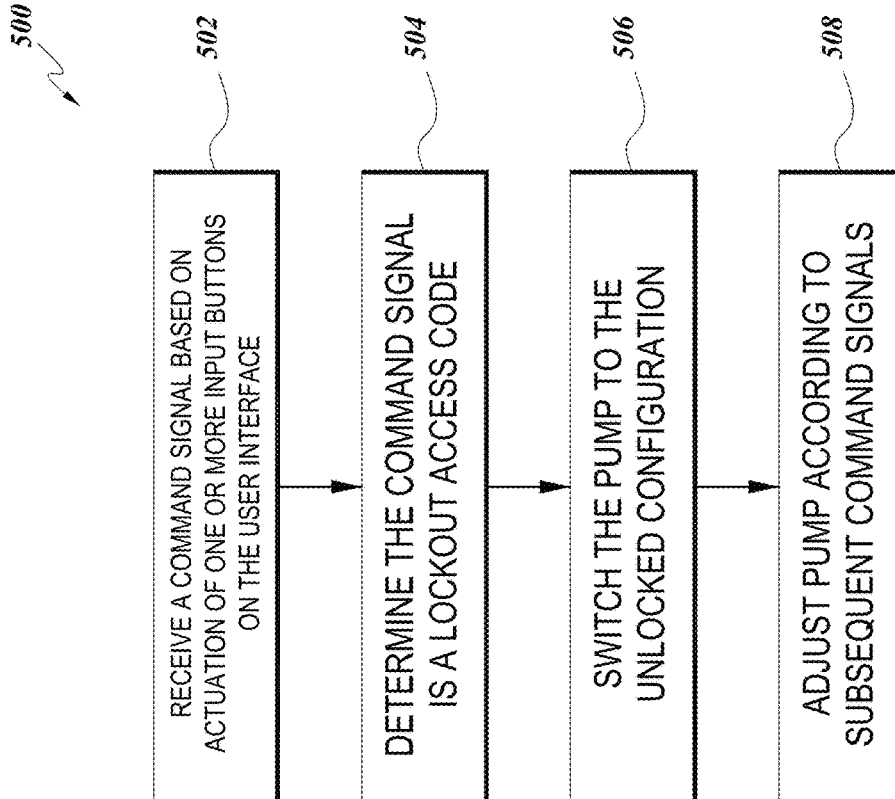 500
RECEIVE A COMMAND SIGNAL BASED ON
ACTUATION OF ONE OR MORE INPUT BUTTONS
ON THE USER INTERFACE
502
DETERMINE THE COMMAND SIGNAL
IS A LOCKOUT ACCESS CODE
504
SWITCH THE PUMP TO THE
UNLOCKED CONFIGURATION
506
ADJUST PUMP ACCORDING TO
SUBSEQUENT COMMAND SIGNALS
508